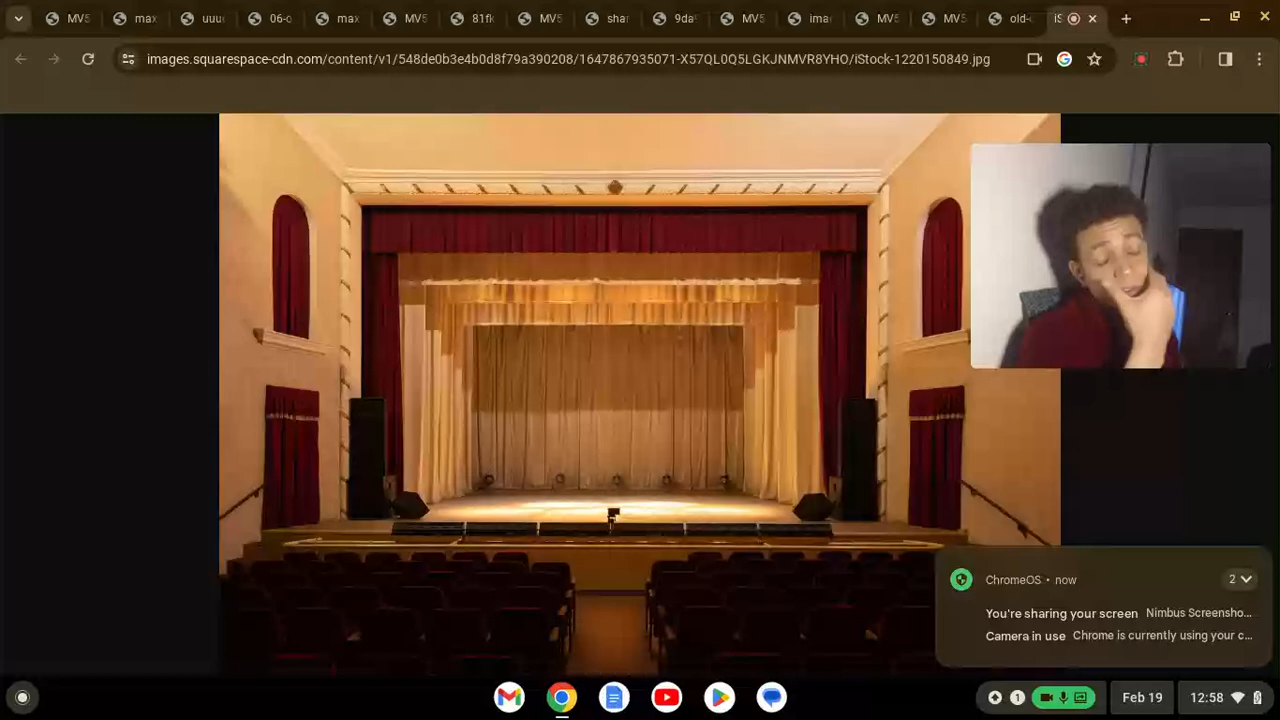 MV5
max
uuu
06-c
max
MV5
81fk
MV5
shar
9da
MV5
ima
MV5
MV5
old-
iS
images.squarespace-cdn.com/content/v1/548de0b3e4b0d8f79a390208/1647867935071-X57QL0Q5LGKJNMVR8YHO/iStock-1220150849.jpg
ChromeOS • now
2
You're sharing your screen Nimbus Screensho...
Camera in use Chrome is currently using your c...
1
Feb 19
12:58